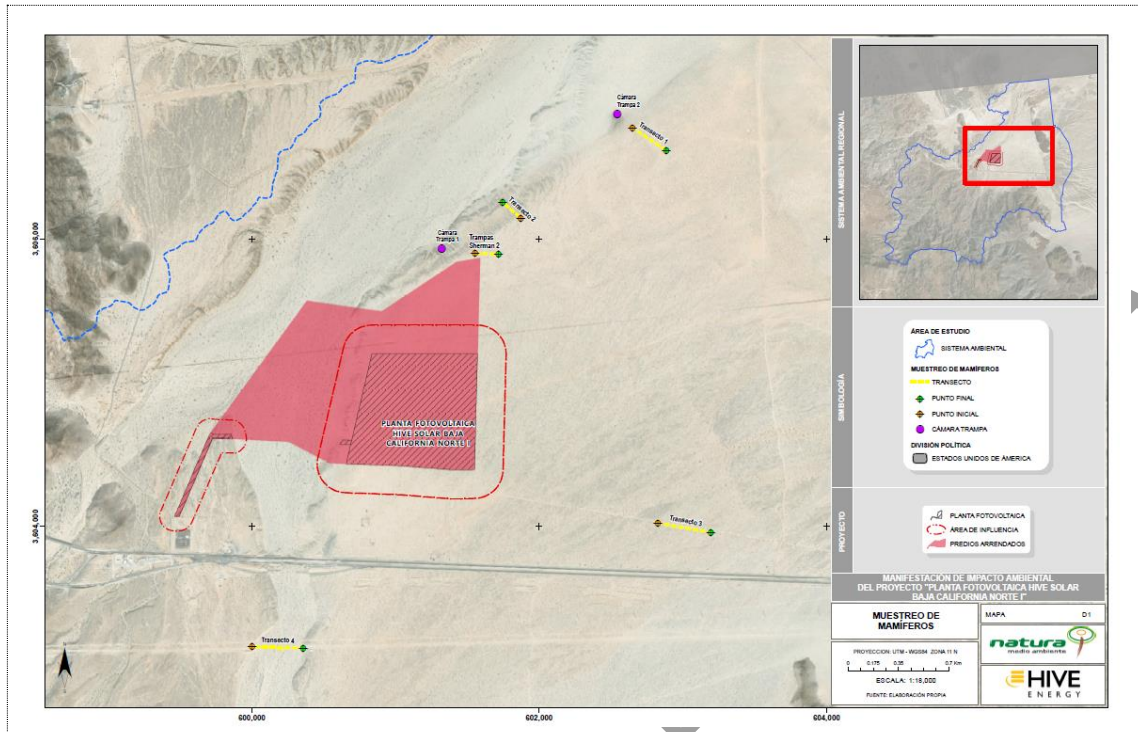 Cámara
Trampa 2
Transecto 1
Transecto 2
Cámara
Trampa 1
Trampas
Sherman 2
3,606,000
PLANTA FOTOVOLTAICA
HIVE SOLAR BAJA
CALIFORNIA NORTE I
3,604,000
Transecto 3
Transecto 4
600,000
602,000
604,000
SISTEMA AMBIENTAL REGIONAL
SIMBOLOGÍA
ÁREA DE ESTUDIO
SISTEMA AMBIENTAL
MUESTREO DE MAMÍFEROS
TRANSECTO
PUNTO FINAL
PUNTO INICIAL
CÁMARA TRAMPA
DIVISIÓN POLÍTICA
ESTADOS UNIDOS DE ÁMERICA
PROYECTO
PLANTA FOTOVOLTAICA
ÁREA DE INFLUENCIA
PREDIOS ARRENDADOS
MANIFESTACIÓN DE IMPACTO AMBIENTAL
DEL PROYECTO "PLANTA FOTOVOLTAICA HIVE SOLAR
BAJA CALIFORNIA NORTE I"
MUESTREO DE
MAMÍFEROS
MAPA D1
PROYECCION: UTM - WGS84 ZONA 11 N
0 0.175 0.35 0.7 Km
ESCALA: 1:18,000
FUENTE: ELABORACIÓN PROPIA
natura
medio ambiente
HIVE
ENERGY